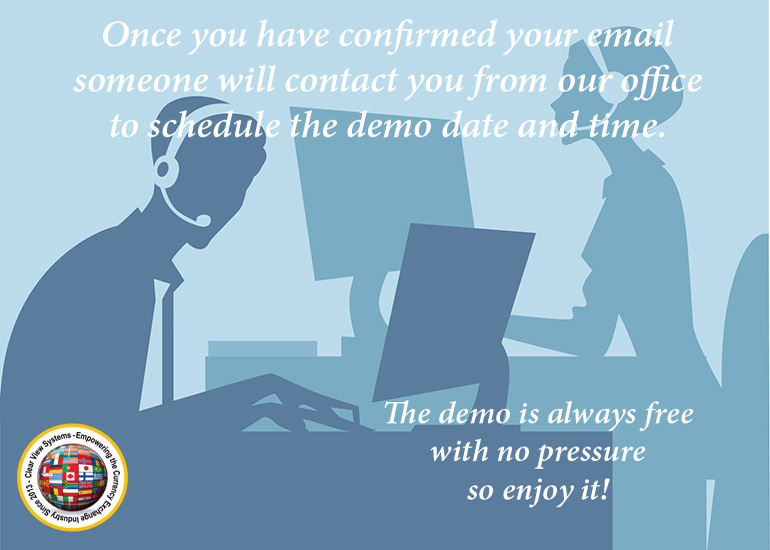 Once you have confirmed your email
someone will contact you from our office
to schedule the demo date and time.
The demo is always free
with no pressure
so enjoy it!
Clear View Systems - Empowering the Currency Exchange Industry Since 2013 -